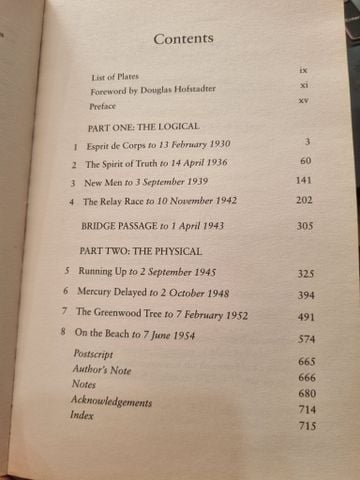 Contents
List of Plates ix
Foreword by Douglas Hofstadter xi
Preface xv
PART ONE: THE LOGICAL
1 Esprit de Corps to 13 February 1930 3
2 The Spirit of Truth to 14 April 1936 60
3 New Men to 3 September 1939 141
4 The Relay Race to 10 November 1942 202
BRIDGE PASSAGE to 1 April 1943 305
PART TWO: THE PHYSICAL
5 Running Up to 2 September 1945 325
6 Mercury Delayed to 2 October 1948 394
7 The Greenwood Tree to 7 February 1952 491
8 On the Beach to 7 June 1954 574
Postscript 665
Author's Note 666
Notes 680
Acknowledgements 714
Index 715